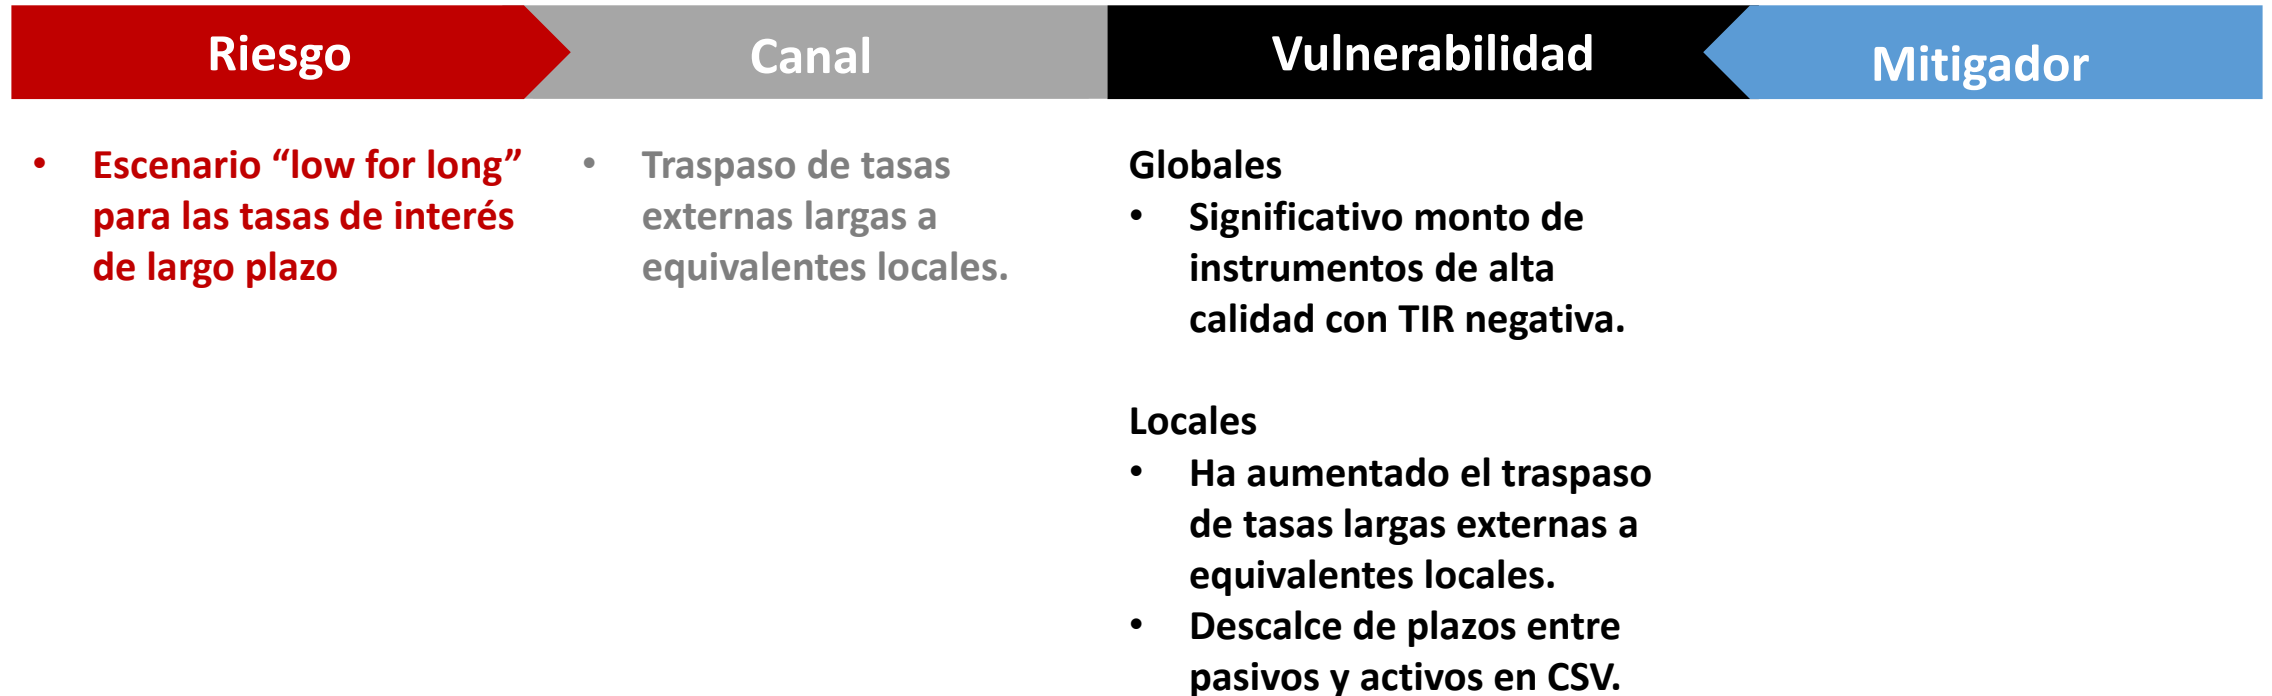 Riesgo
Canal
Vulnerabilidad
Mitigador
• Escenario “low for long”
para las tasas de interés
de largo plazo
• Traspaso de tasas
externas largas a
equivalentes locales.
Globales
• Significativo monto de
instrumentos de alta
calidad con TIR negativa.
Locales
• Ha aumentado el traspaso
de tasas largas externas a
equivalentes locales.
• Descalce de plazos entre
pasivos y activos en CSV.